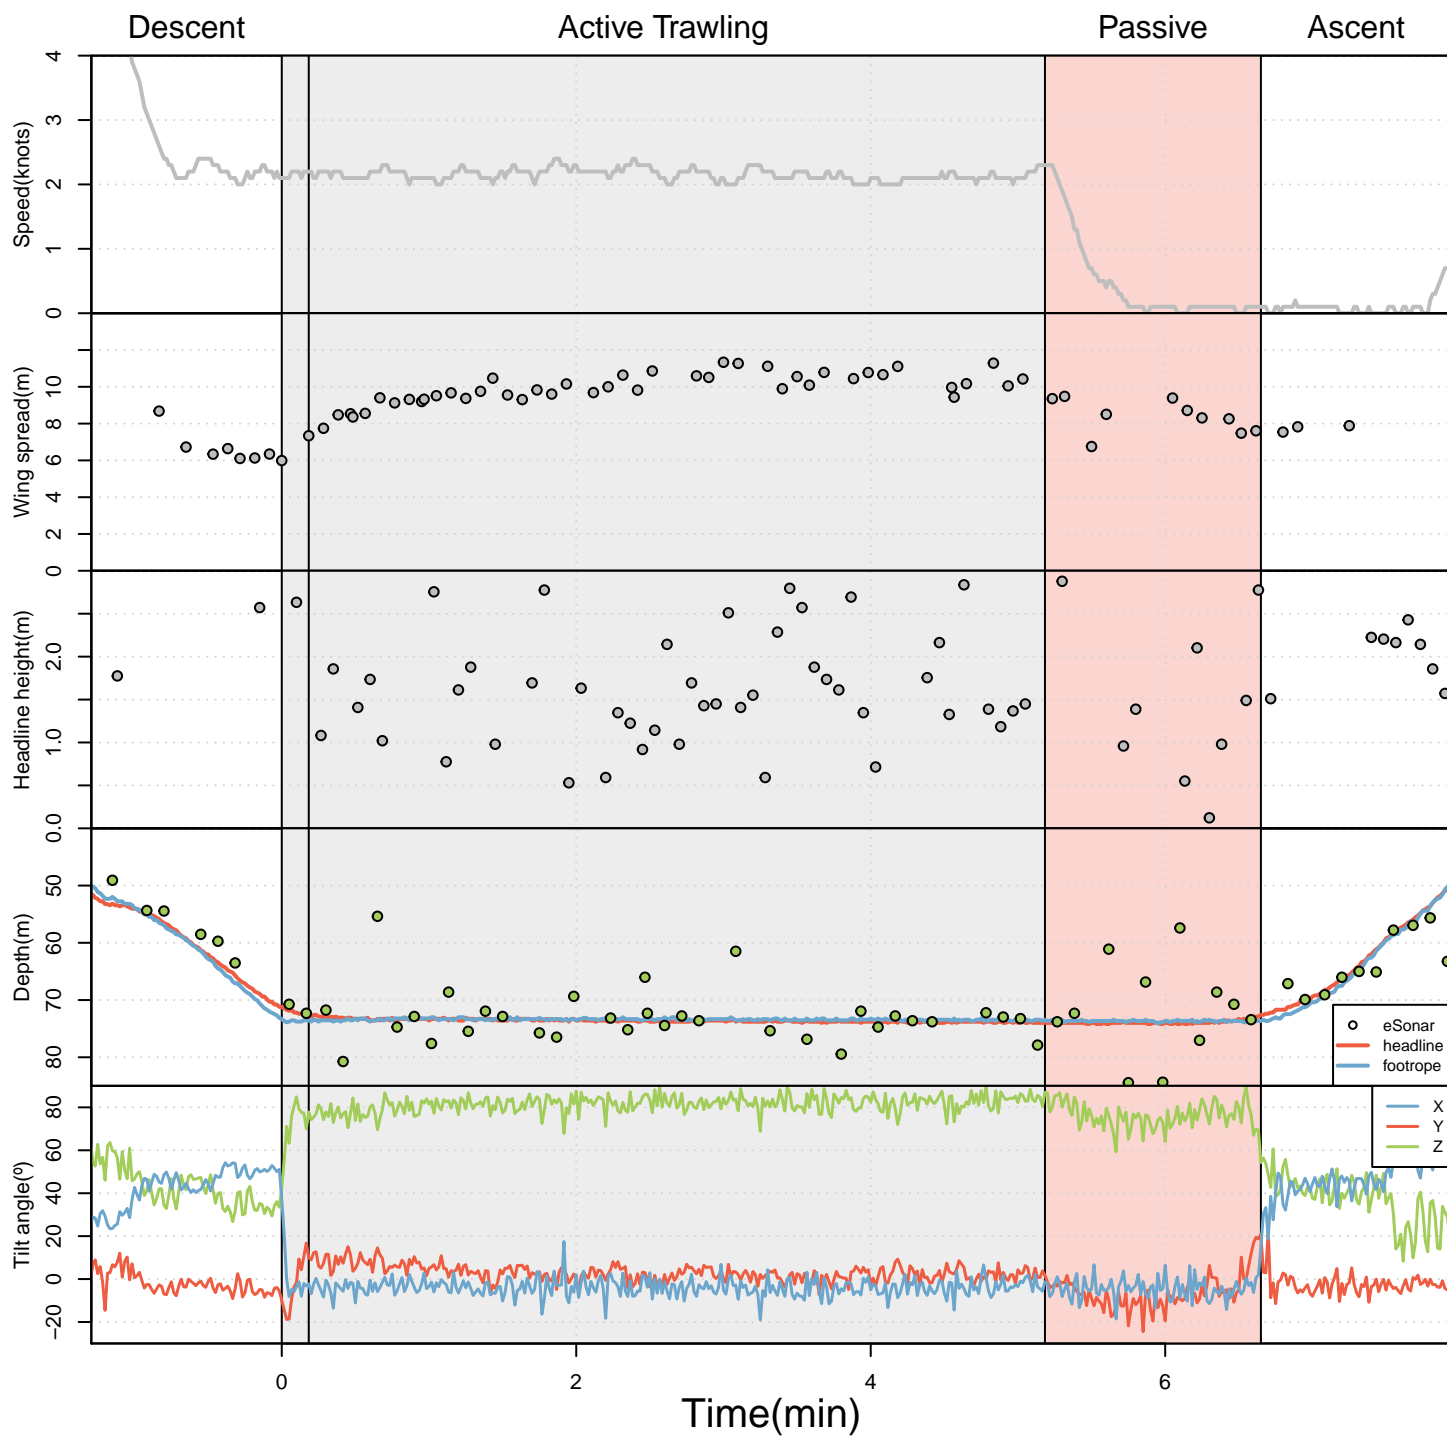 Descent Active Trawling Passive Ascent
Speed(knots)
4
3
2
1
0
Wing spread(m)
10
8
6
4
2
0
Headline height(m)
2.0
1.0
0.0
Depth(m)
50
60
70
80
eSonar
headline
footrope
Tilt angle(º)
80
60
40
20
0
−20
X
Y
Z
0 2 4 6
Time(min)